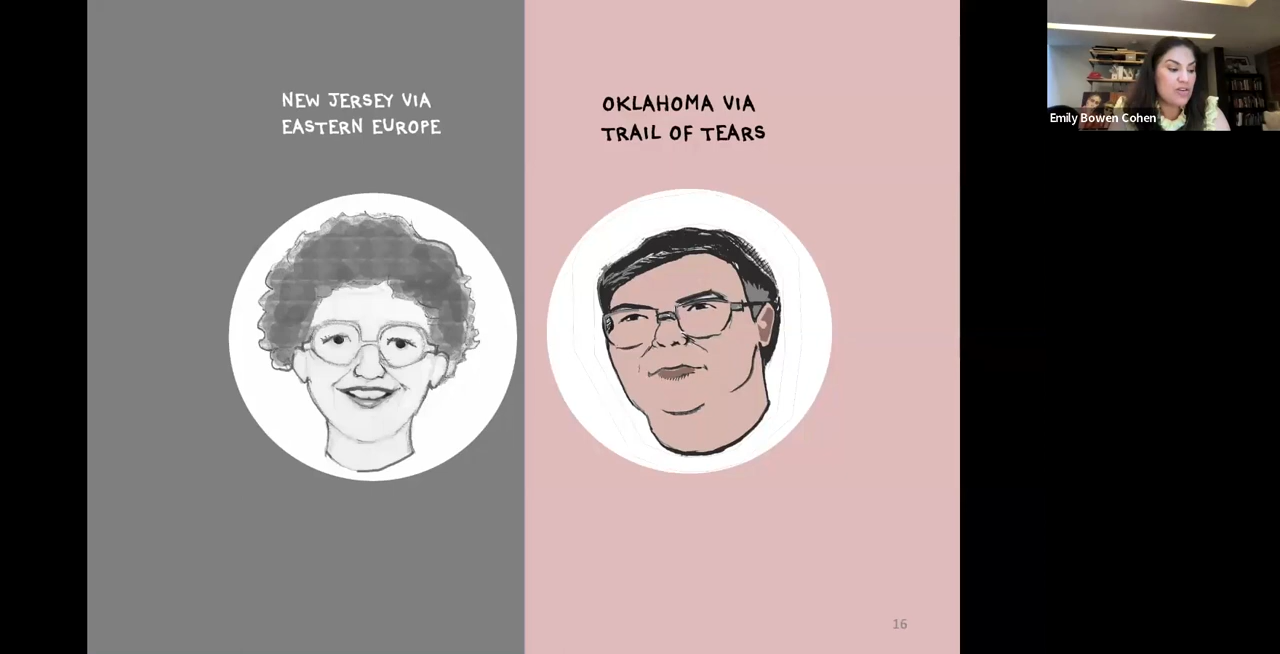 NEW JERSEY VIA
EASTERN EUROPE
OKLAHOMA VIA
TRAIL OF TEARS
Emily Bowen Cohen
16